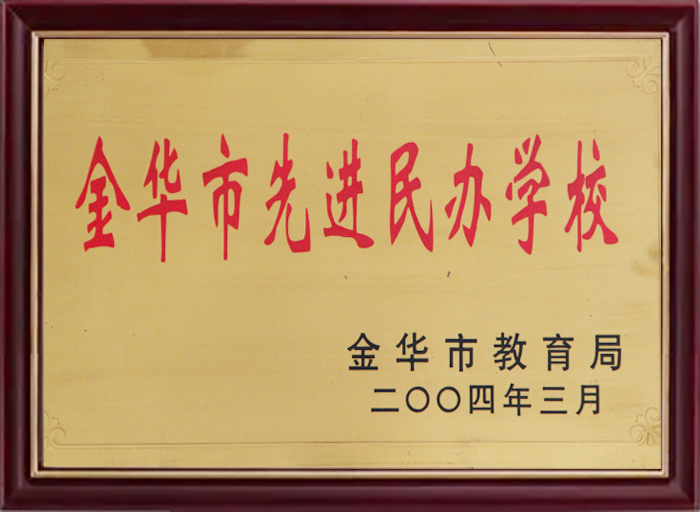 金华市先进民办学校
金华市教育局
二〇〇四年三月